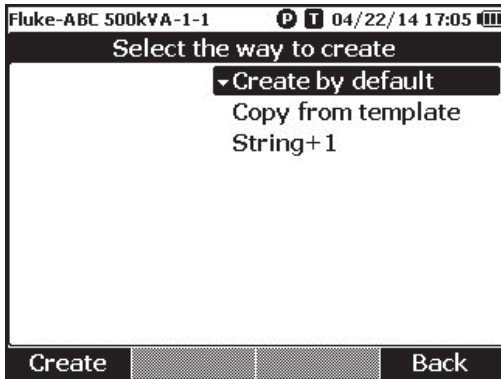 Fluke-ABC 500kVA-1-1 P T 04/22/14 17:05
Select the way to create
Create by default
Copy from template
String+1
Create Back